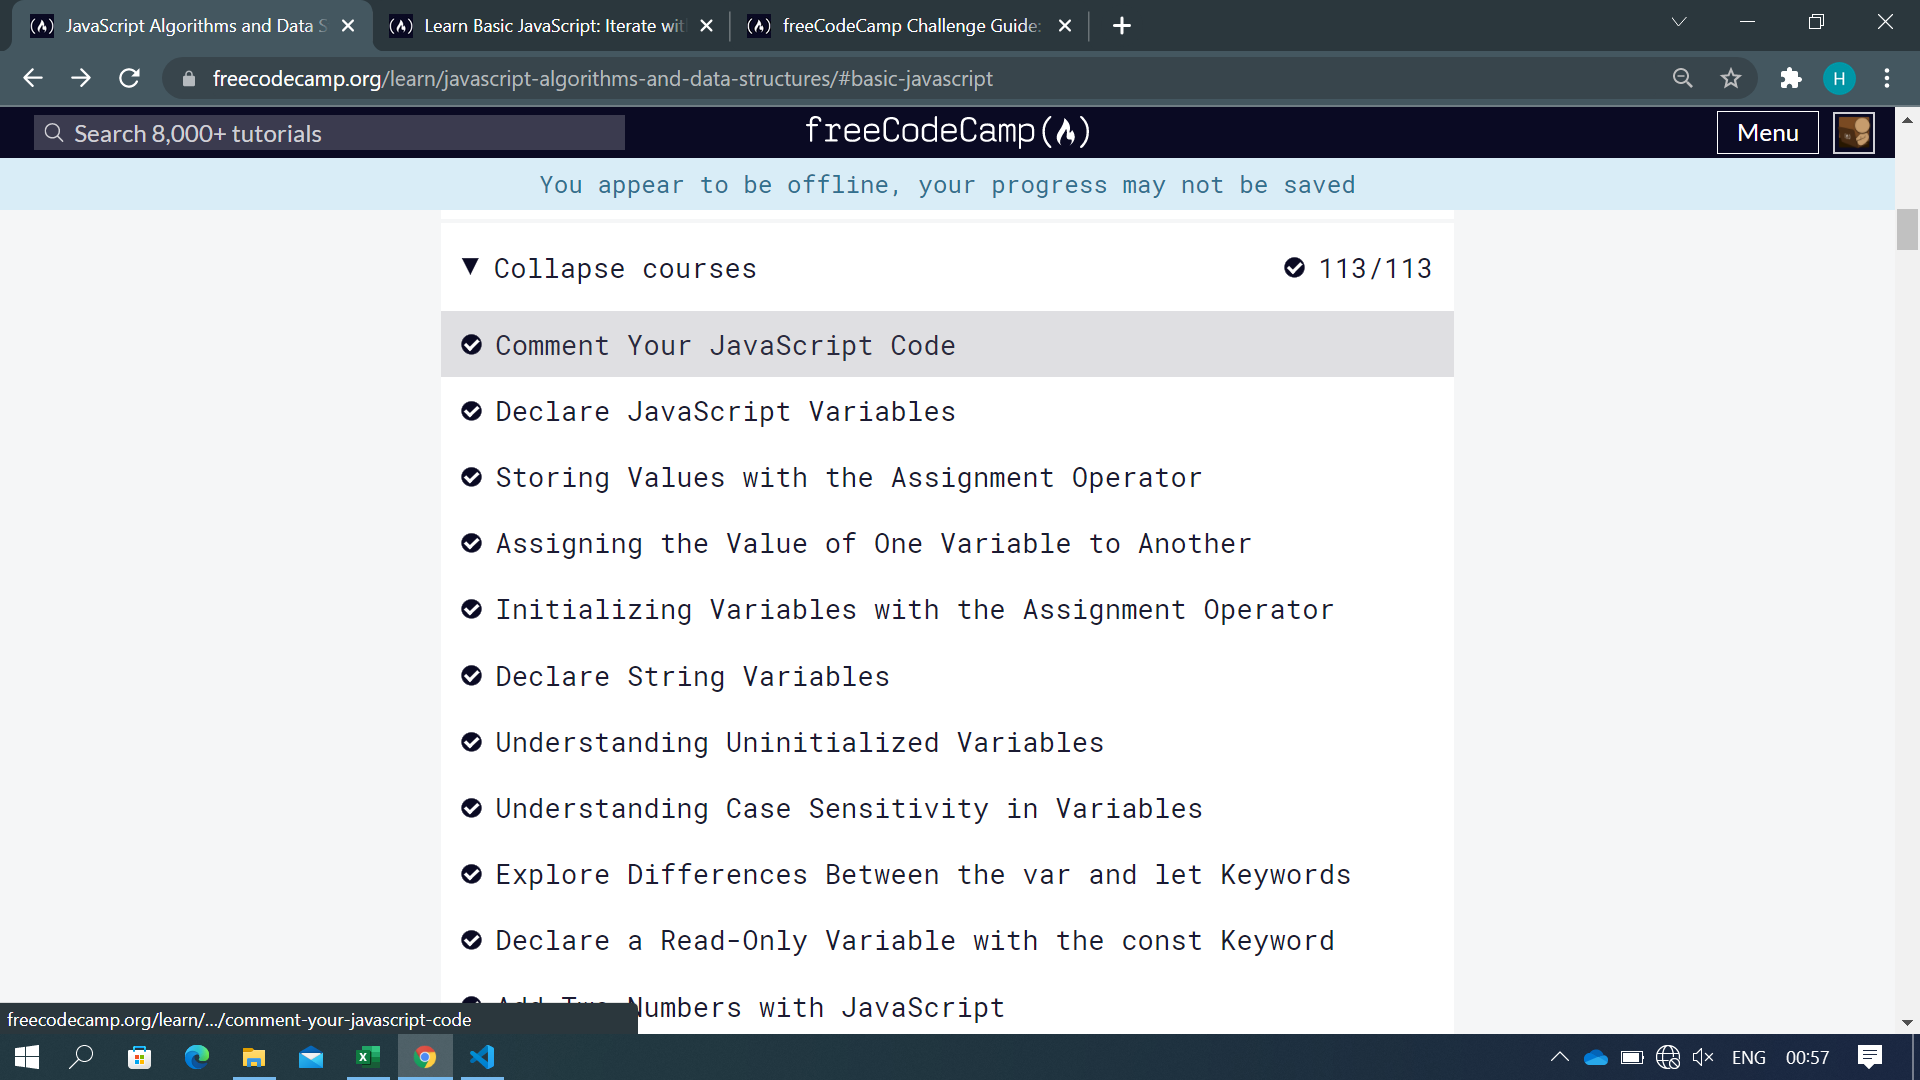 JavaScript Algorithms and Data S
Learn Basic JavaScript: Iterate wit
freeCodeCamp Challenge Guide:
freecodecamp.org/learn/javascript-algorithms-and-data-structures/#basic-javascript
H
Search 8,000+ tutorials
freeCodeCamp
Menu
You appear to be offline, your progress may not be saved
Collapse courses
113/113
Comment Your JavaScript Code
Declare JavaScript Variables
Storing Values with the Assignment Operator
Assigning the Value of One Variable to Another
Initializing Variables with the Assignment Operator
Declare String Variables
Understanding Uninitialized Variables
Understanding Case Sensitivity in Variables
Explore Differences Between the var and let Keywords
Declare a Read-Only Variable with the const Keyword
Add Two Numbers with JavaScript
freecodecamp.org/learn/.../comment-your-javascript-code
ENG
00:57